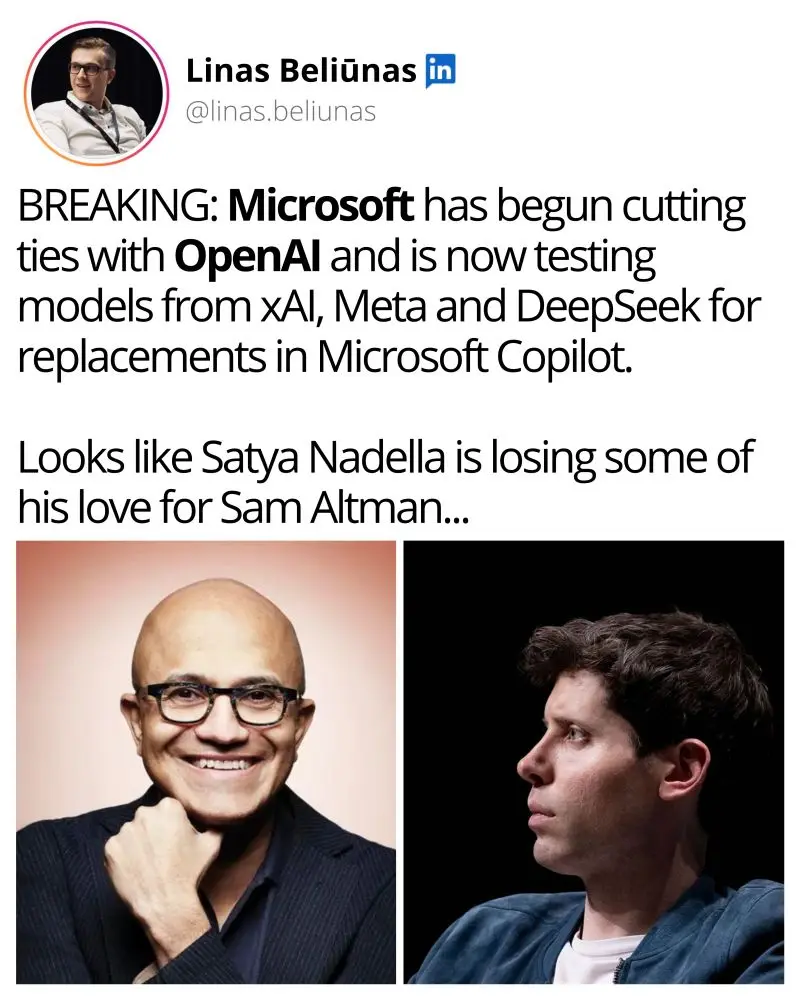 Linas Beliūnas in
@linas.beliunas
BREAKING: Microsoft has begun cutting
ties with OpenAI and is now testing
models from xAI, Meta and DeepSeek for
replacements in Microsoft Copilot.
Looks like Satya Nadella is losing some of
his love for Sam Altman...